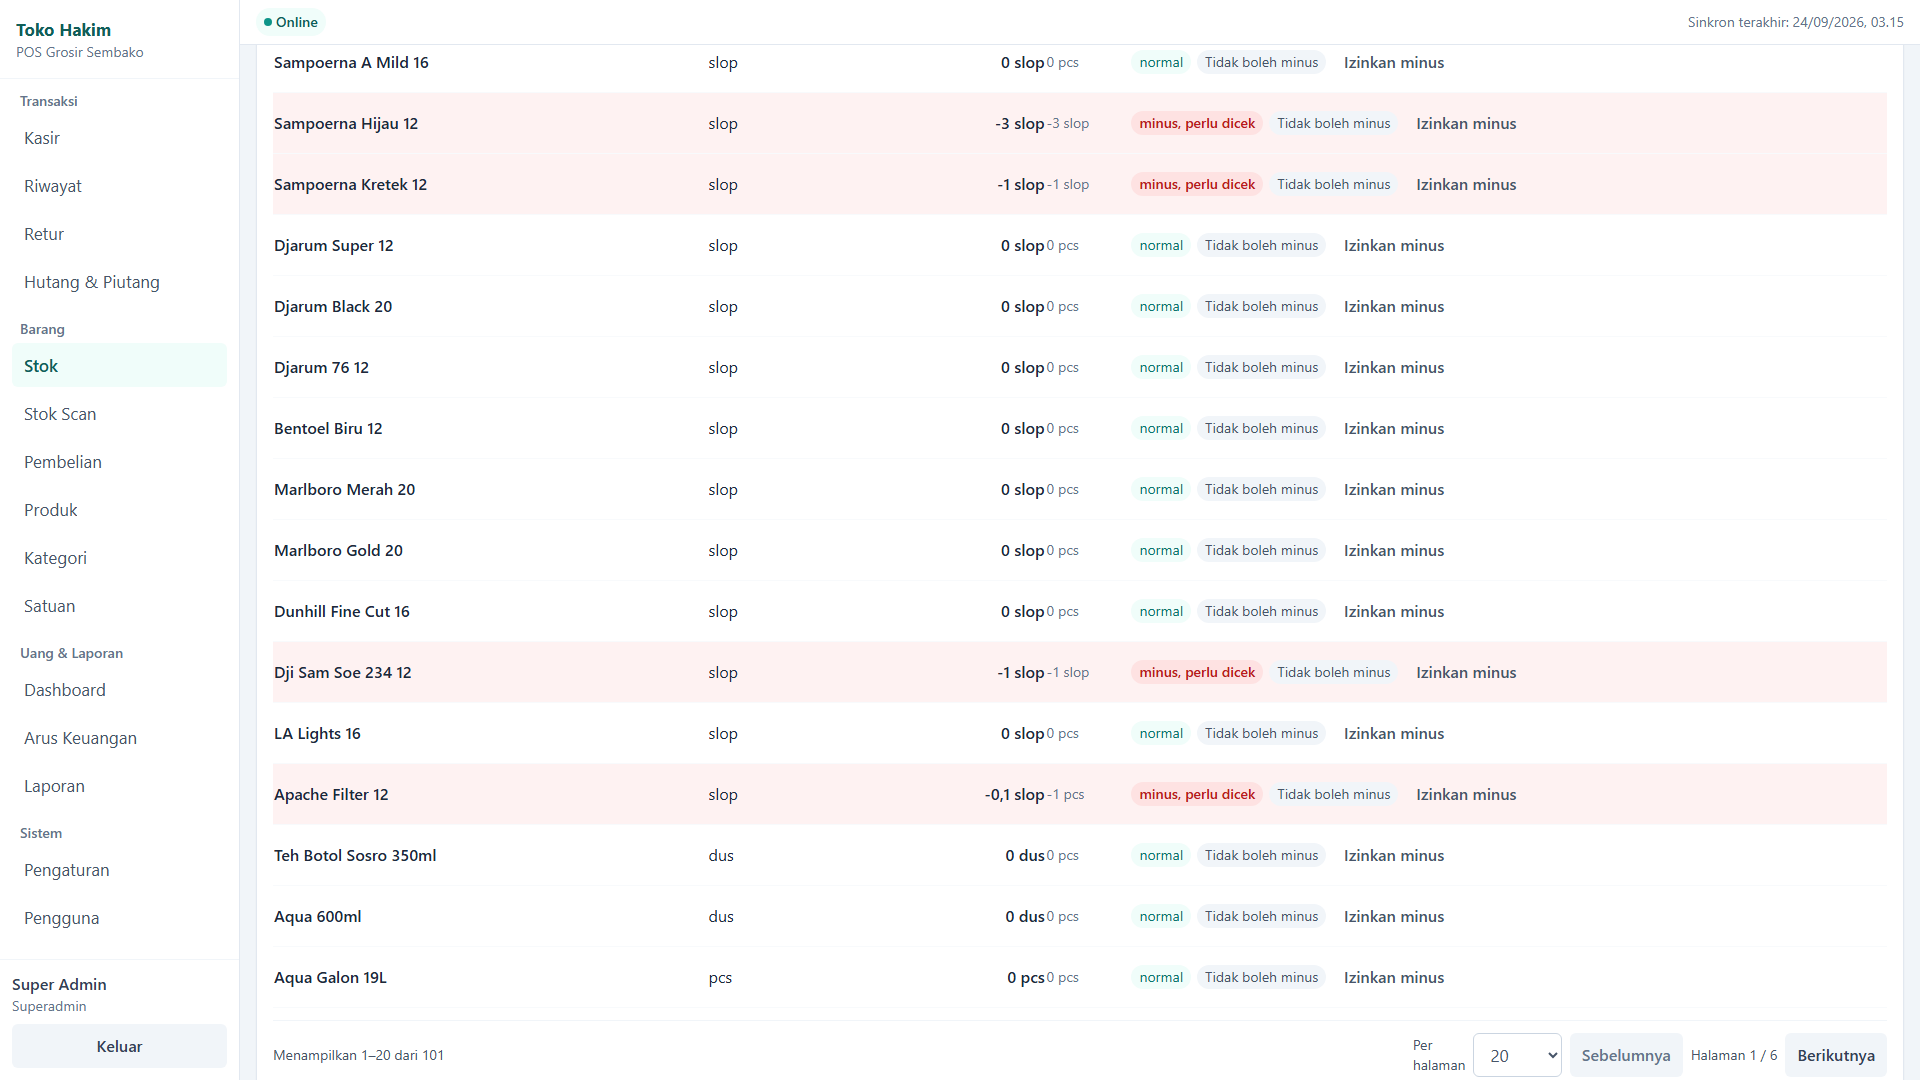 Toko Hakim
POS Grosir Sembako
Transaksi
Kasir
Riwayat
Retur
Hutang & Piutang
Barang
Stok
Stok Scan
Pembelian
Produk
Kategori
Satuan
Uang & Laporan
Dashboard
Arus Keuangan
Laporan
Sistem
Pengaturan
Pengguna
Super Admin
Superadmin
Keluar
Online
Sinkron terakhir: 24/09/2026, 03.15
Sampoerna A Mild 16 slop 0 slop 0 pcs normal Tidak boleh minus Izinkan minus
Sampoerna Hijau 12 slop -3 slop -3 slop minus, perlu dicek Tidak boleh minus Izinkan minus
Sampoerna Kretek 12 slop -1 slop -1 slop minus, perlu dicek Tidak boleh minus Izinkan minus
Djarum Super 12 slop 0 slop 0 pcs normal Tidak boleh minus Izinkan minus
Djarum Black 20 slop 0 slop 0 pcs normal Tidak boleh minus Izinkan minus
Djarum 76 12 slop 0 slop 0 pcs normal Tidak boleh minus Izinkan minus
Bentoel Biru 12 slop 0 slop 0 pcs normal Tidak boleh minus Izinkan minus
Marlboro Merah 20 slop 0 slop 0 pcs normal Tidak boleh minus Izinkan minus
Marlboro Gold 20 slop 0 slop 0 pcs normal Tidak boleh minus Izinkan minus
Dunhill Fine Cut 16 slop 0 slop 0 pcs normal Tidak boleh minus Izinkan minus
Dji Sam Soe 234 12 slop -1 slop -1 slop minus, perlu dicek Tidak boleh minus Izinkan minus
LA Lights 16 slop 0 slop 0 pcs normal Tidak boleh minus Izinkan minus
Apache Filter 12 slop -0,1 slop -1 pcs minus, perlu dicek Tidak boleh minus Izinkan minus
Teh Botol Sosro 350ml dus 0 dus 0 pcs normal Tidak boleh minus Izinkan minus
Aqua 600ml dus 0 dus 0 pcs normal Tidak boleh minus Izinkan minus
Aqua Galon 19L pcs 0 pcs 0 pcs normal Tidak boleh minus Izinkan minus
Menampilkan 1–20 dari 101
Per halaman 20 Sebelumnya Halaman 1 / 6 Berikutnya